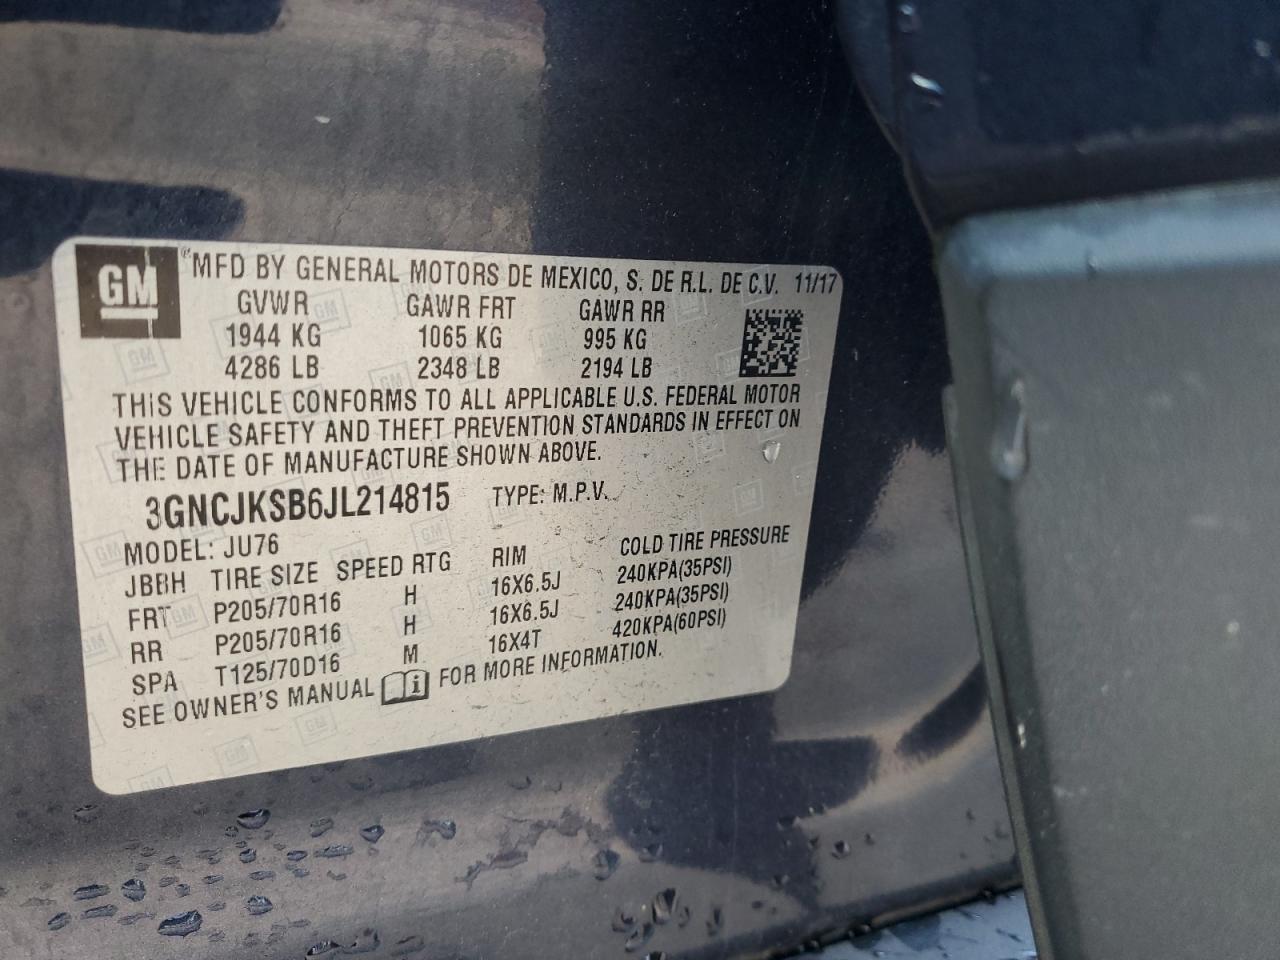 GM ® MFD BY GENERAL MOTORS DE MEXICO, S. DE R.L. DE C.V. 11/17
GVWR GAWR FRT GAWR RR
1944 KG 1065 KG 995 KG
4286 LB 2348 LB 2194 LB
THIS VEHICLE CONFORMS TO ALL APPLICABLE U.S. FEDERAL MOTOR
VEHICLE SAFETY AND THEFT PREVENTION STANDARDS IN EFFECT ON
THE DATE OF MANUFACTURE SHOWN ABOVE.
3GNCJKSB6JL214815 TYPE: M.P.V.
MODEL: JU76
JBBH TIRE SIZE SPEED RTG RIM COLD TIRE PRESSURE
FRT P205/70R16 H 16X6.5J 240KPA(35PSI)
RR P205/70R16 H 16X6.5J 240KPA(35PSI)
SPA T125/70D16 M 16X4T 420KPA(60PSI)
SEE OWNER'S MANUAL i FOR MORE INFORMATION.